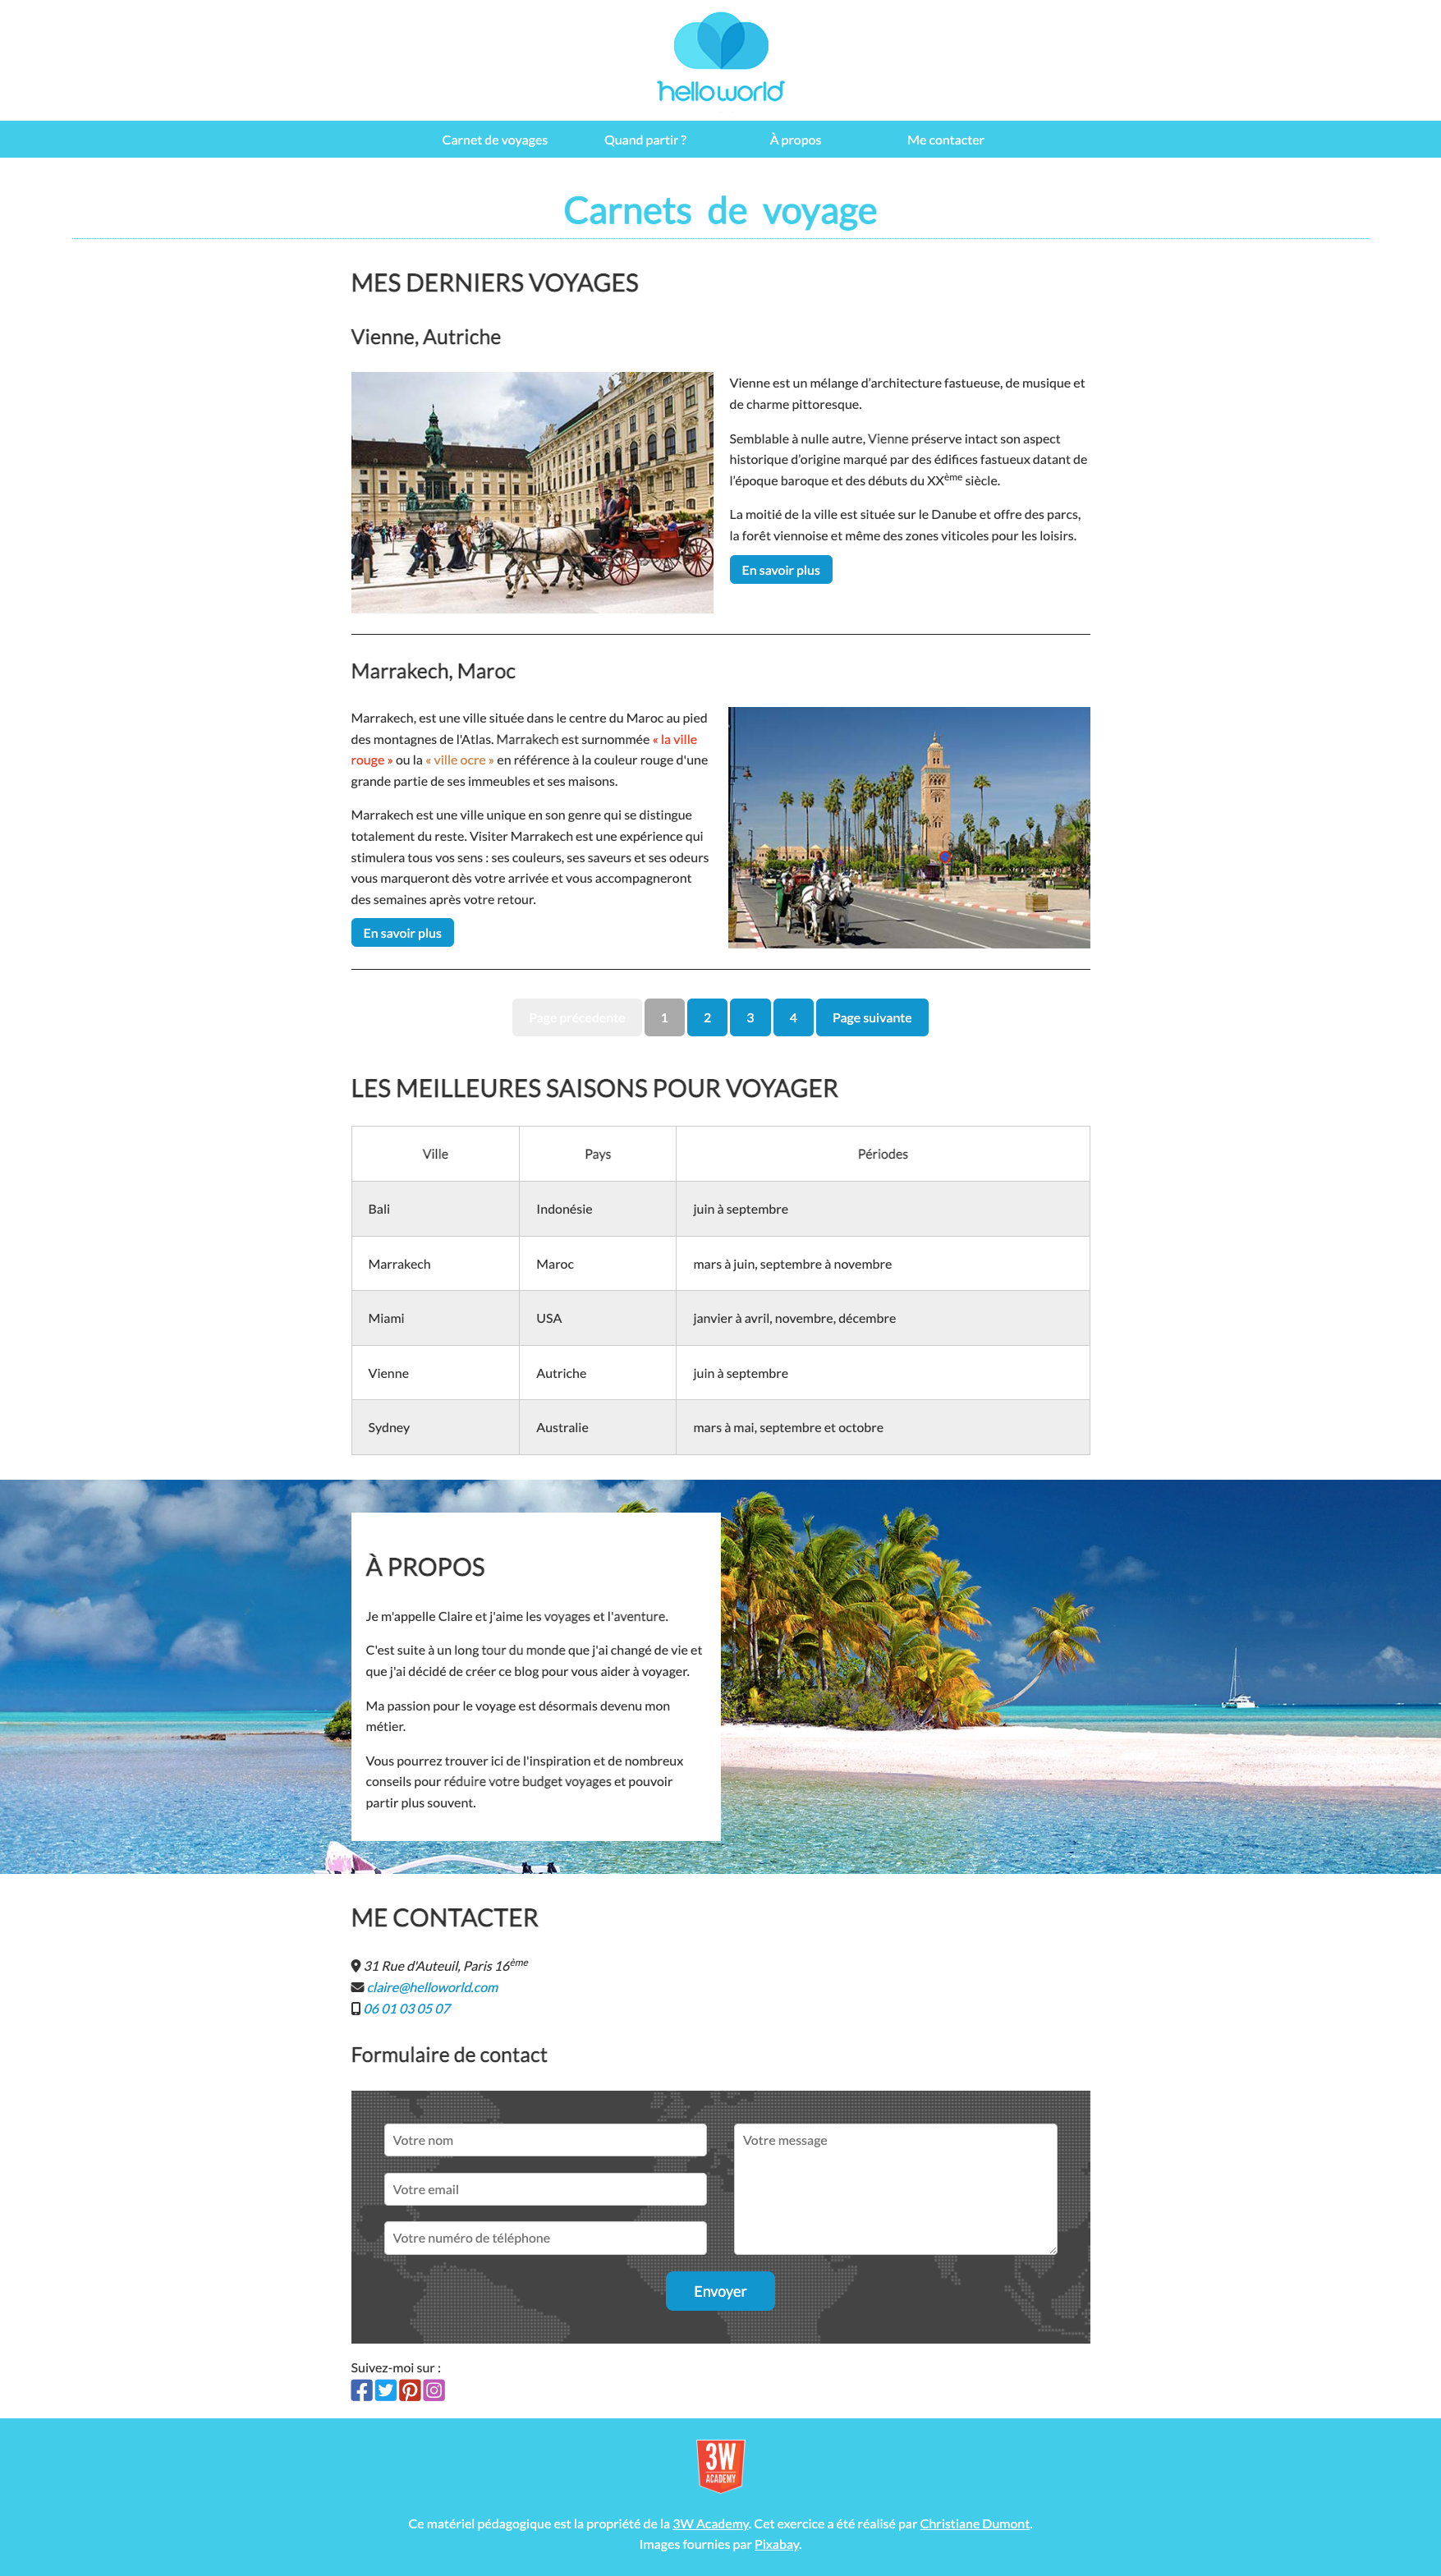 helloworld
Carnet de voyages
Quand partir ?
À propos
Me contacter
Carnets de voyage
MES DERNIERS VOYAGES
Vienne, Autriche
Vienne est un mélange d’architecture fastueuse, de musique et
de charme pittoresque.
Semblable à nulle autre, Vienne préserve intact son aspect
historique d’origine marqué par des édifices fastueux datant de
l’époque baroque et des débuts du XXème siècle.
La moitié de la ville est située sur le Danube et offre des parcs,
la forêt viennoise et même des zones viticoles pour les loisirs.
En savoir plus
Marrakech, Maroc
Marrakech, est une ville située dans le centre du Maroc au pied
des montagnes de l'Atlas. Marrakech est surnommée « la ville
rouge » ou la « ville ocre » en référence à la couleur rouge d'une
grande partie de ses immeubles et ses maisons.
Marrakech est une ville unique en son genre qui se distingue
totalement du reste. Visiter Marrakech est une expérience qui
stimulera tous vos sens : ses couleurs, ses saveurs et ses odeurs
vous marqueront dès votre arrivée et vous accompagneront
des semaines après votre retour.
En savoir plus
Page précedente 1 2 3 4 Page suivante
LES MEILLEURES SAISONS POUR VOYAGER
Ville Pays Périodes
Bali Indonésie juin à septembre
Marrakech Maroc mars à juin, septembre à novembre
Miami USA janvier à avril, novembre, décembre
Vienne Autriche juin à septembre
Sydney Australie mars à mai, septembre et octobre
À PROPOS
Je m'appelle Claire et j'aime les voyages et l'aventure.
C'est suite à un long tour du monde que j'ai changé de vie et
que j'ai décidé de créer ce blog pour vous aider à voyager.
Ma passion pour le voyage est désormais devenu mon
métier.
Vous pourrez trouver ici de l'inspiration et de nombreux
conseils pour réduire votre budget voyages et pouvoir
partir plus souvent.
ME CONTACTER
31 Rue d'Auteuil, Paris 16ème
claire@helloworld.com
06 01 03 05 07
Formulaire de contact
Votre nom
Votre email
Votre numéro de téléphone
Votre message
Envoyer
Suivez-moi sur :
3W
ACADEMY
Ce matériel pédagogique est la propriété de la 3W Academy. Cet exercice a été réalisé par Christiane Dumont.
Images fournies par Pixabay.